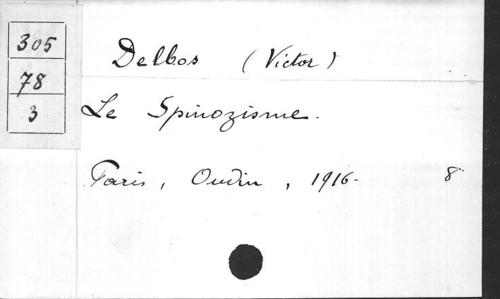 305
78
3
Delbos (Victor)
Le Spinozisme.
Paris, Oudin, 1916- 8°